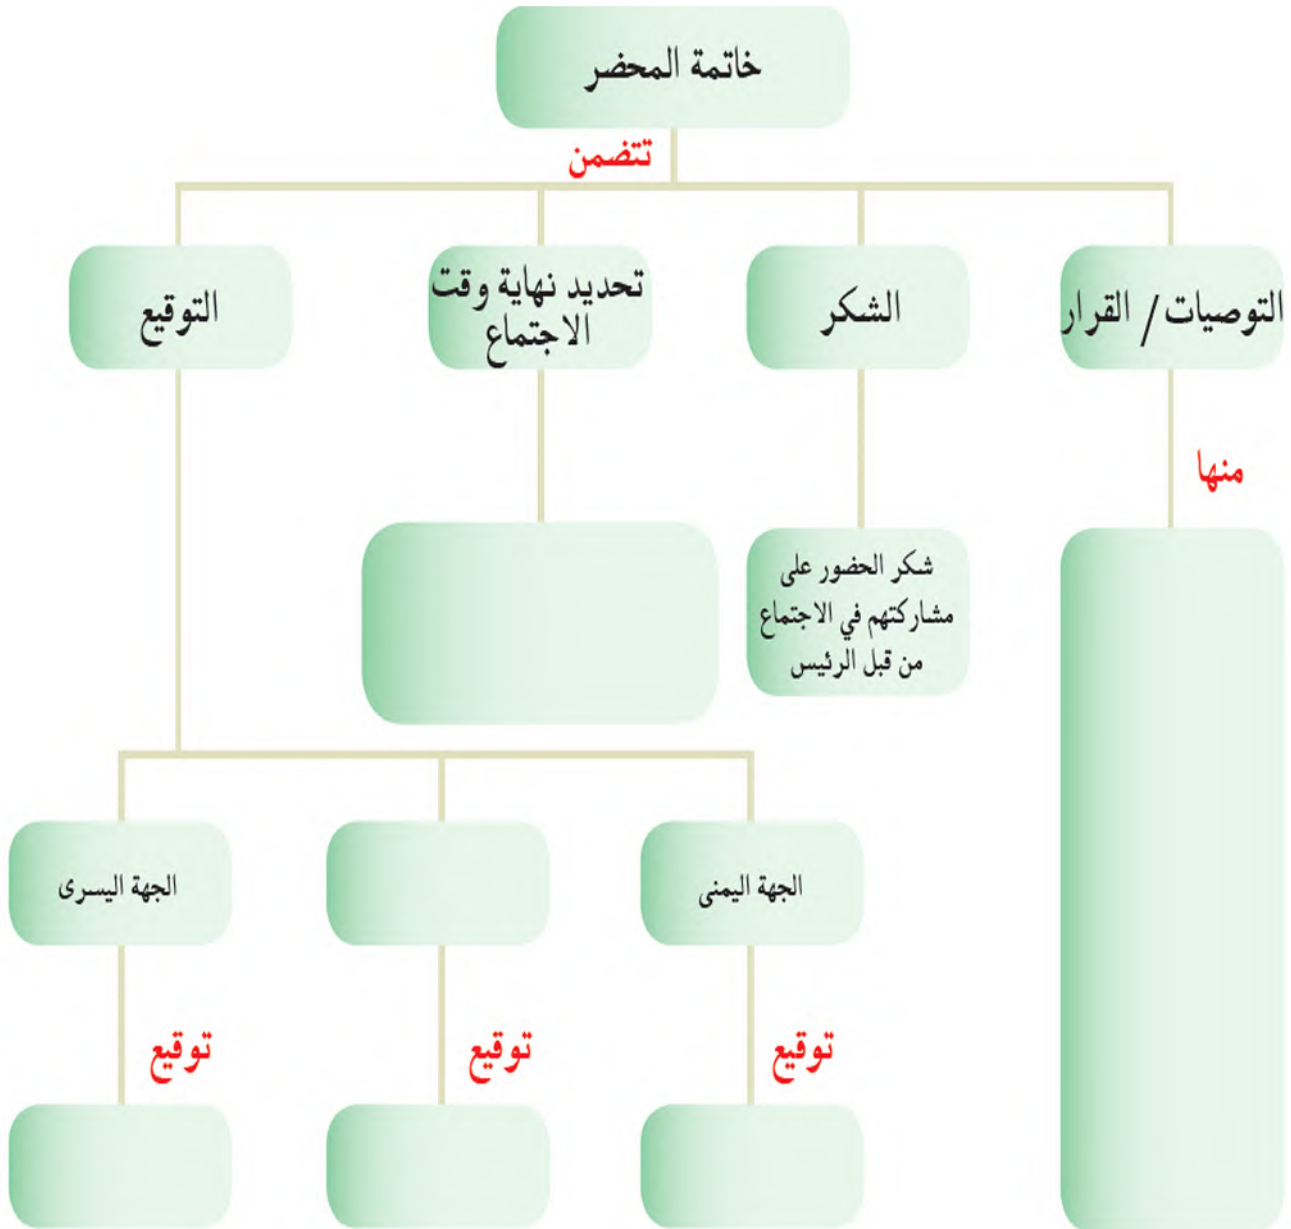 خاتمة المحضر
تتضمن
التوصيات / القرار
الشكر
تحديد نهاية وقت
الاجتماع
التوقيع
منها
شكر الحضور على
مشاركتهم في الاجتماع
من قبل الرئيس
الجهة اليمنى
الجهة اليسرى
توقيع
توقيع
توقيع